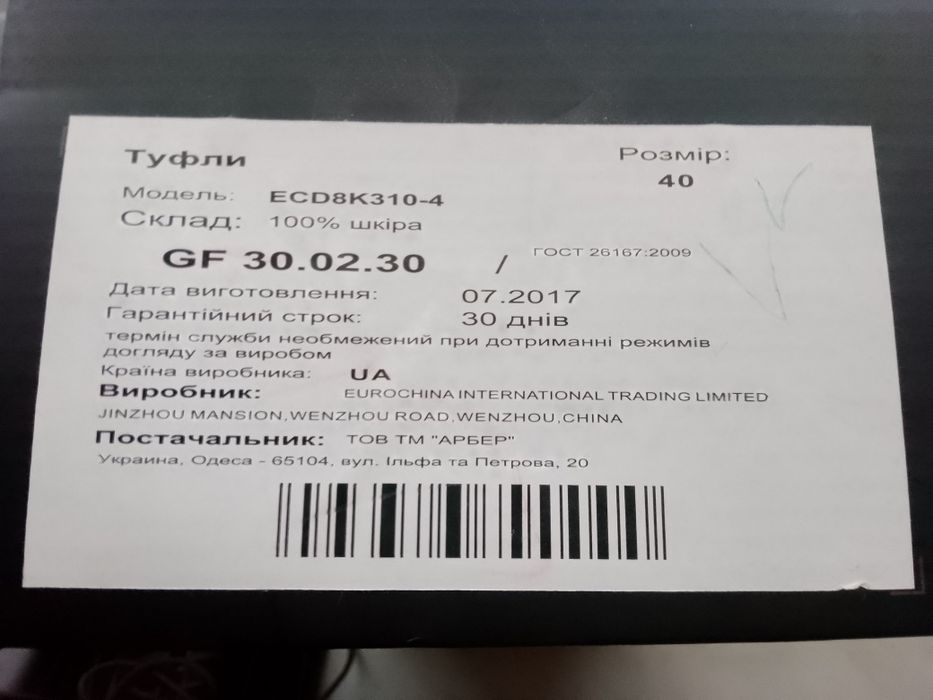 Туфли
Розмір:
40
Модель: ECD8K310-4
Склад: 100% шкіра
GF 30.02.30 / ГОСТ 26167:2009
Дата виготовлення: 07.2017
Гарантійний строк: 30 днів
термін служби необмежений при дотриманні режимів
догляду за виробом
Країна виробника: UA
Виробник: EUROCHINA INTERNATIONAL TRADING LIMITED
JINZHOU MANSION,WENZHOU ROAD,WENZHOU,CHINA
Постачальник: ТОВ ТМ "АРБЕР"
Украина, Одеса - 65104, вул. Ільфа та Петрова, 20